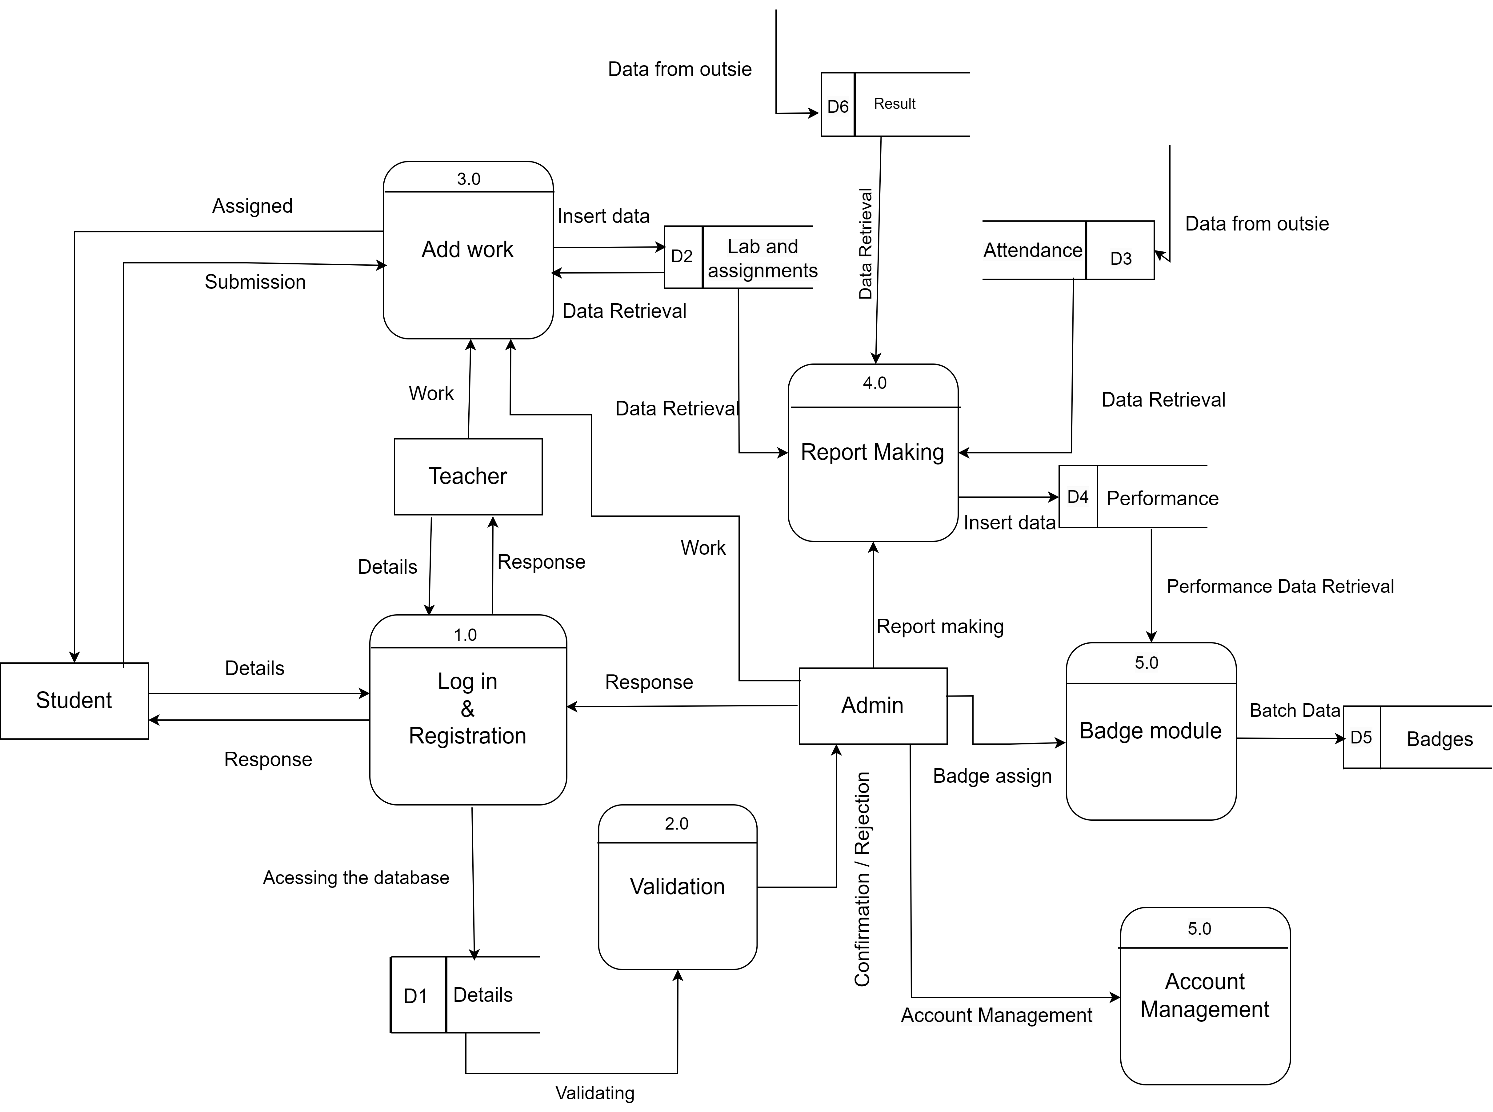 Data from outsie
D6
Result
3.0
Assigned
Insert data
Data Retrieval
Data from outsie
Add work
Lab and
D2
assignments
Attendance
D3
Submission
Data Retrieval
4.0
Work
Data Retrieval
Data Retrieval
Report Making
Teacher
D4
Performance
Insert data
Details
Response
Work
Performance Data Retrieval
1.0
Report making
5.0
Student
Details
Log in
&
Registration
Response
Admin
Badge module
Batch Data
D5
Badges
Response
Badge assign
2.0
Confirmation / Rejection
Acessing the database
Validation
5.0
D1
Details
Account
Management
Account Management
Validating